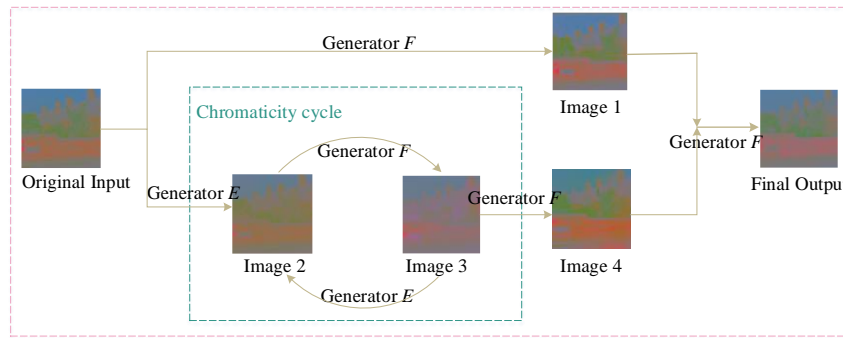 Generator F
Image 1
Chromaticity cycle
Generator F
Original Input
Generator E
Generator F
Generator F
Final Outpu
Image 2
Image 3
Image 4
Generator E